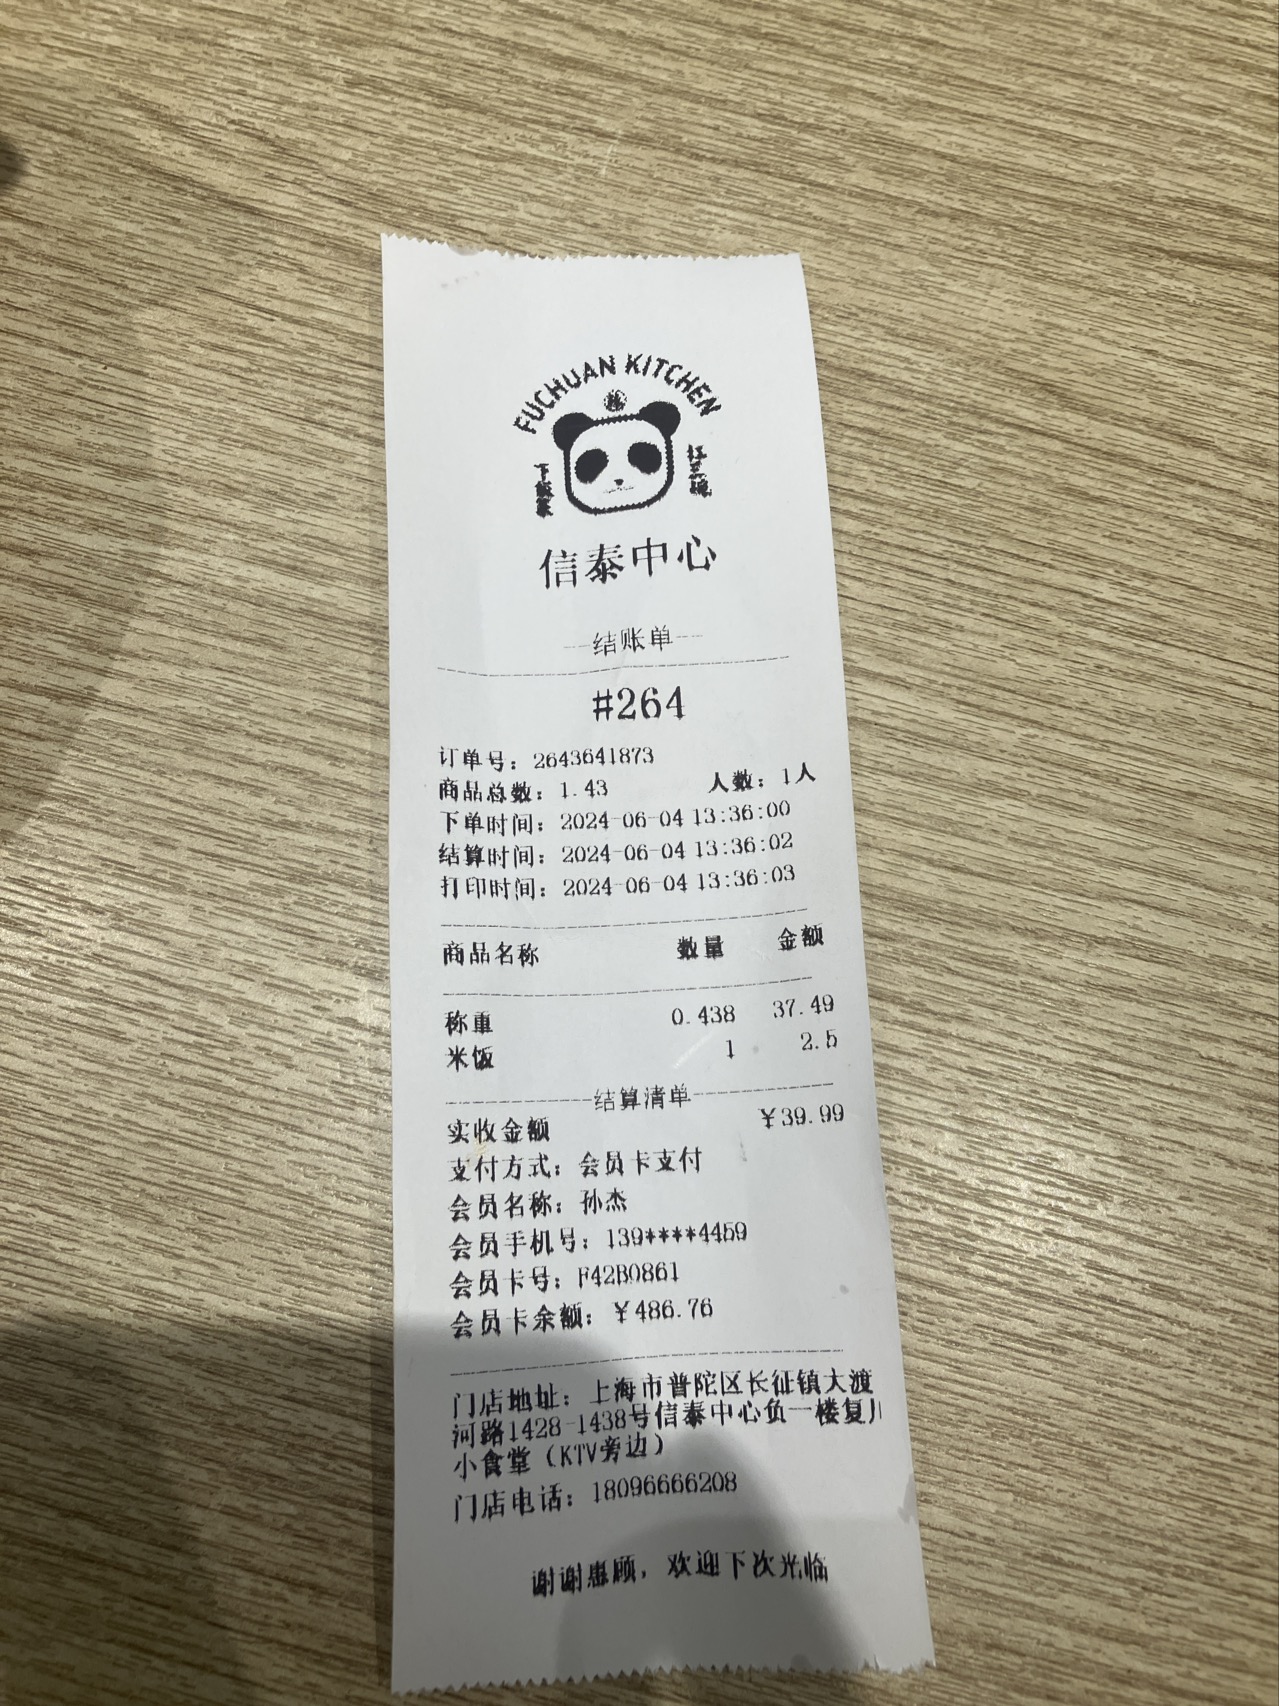 FUCHUAN KITCHEN
下饭菜
信泰中心
结账单
#264
订单号：2643641873
商品总数：1.43 人数：1人
下单时间：2024-06-04 13:36:00
结算时间：2024-06-04 13:36:02
打印时间：2024-06-04 13:36:03
商品名称 数量 金额
称重 0.438 37.49
米饭 1 2.5
结算清单
实收金额 ￥39.99
支付方式：会员卡支付
会员名称：孙杰
会员手机号：139****4459
会员卡号：F42B0861
会员卡余额：￥486.76
门店地址：上海市普陀区长征镇大渡
河路1428-1438号信泰中心负一楼复川
小食堂（KTV旁边）
门店电话：18096666208
谢谢惠顾，欢迎下次光临